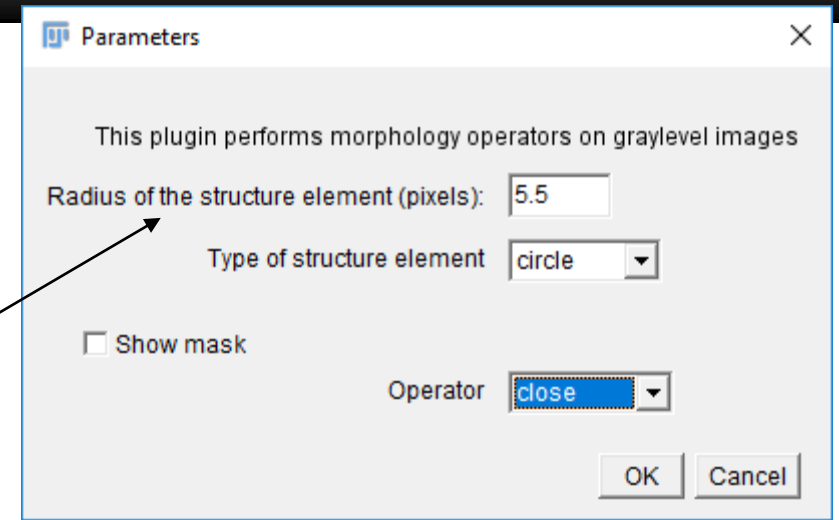 Parameters
This plugin performs morphology operators on graylevel images
Radius of the structure element (pixels): 5.5
Type of structure element circle
Show mask
Operator close
OK Cancel